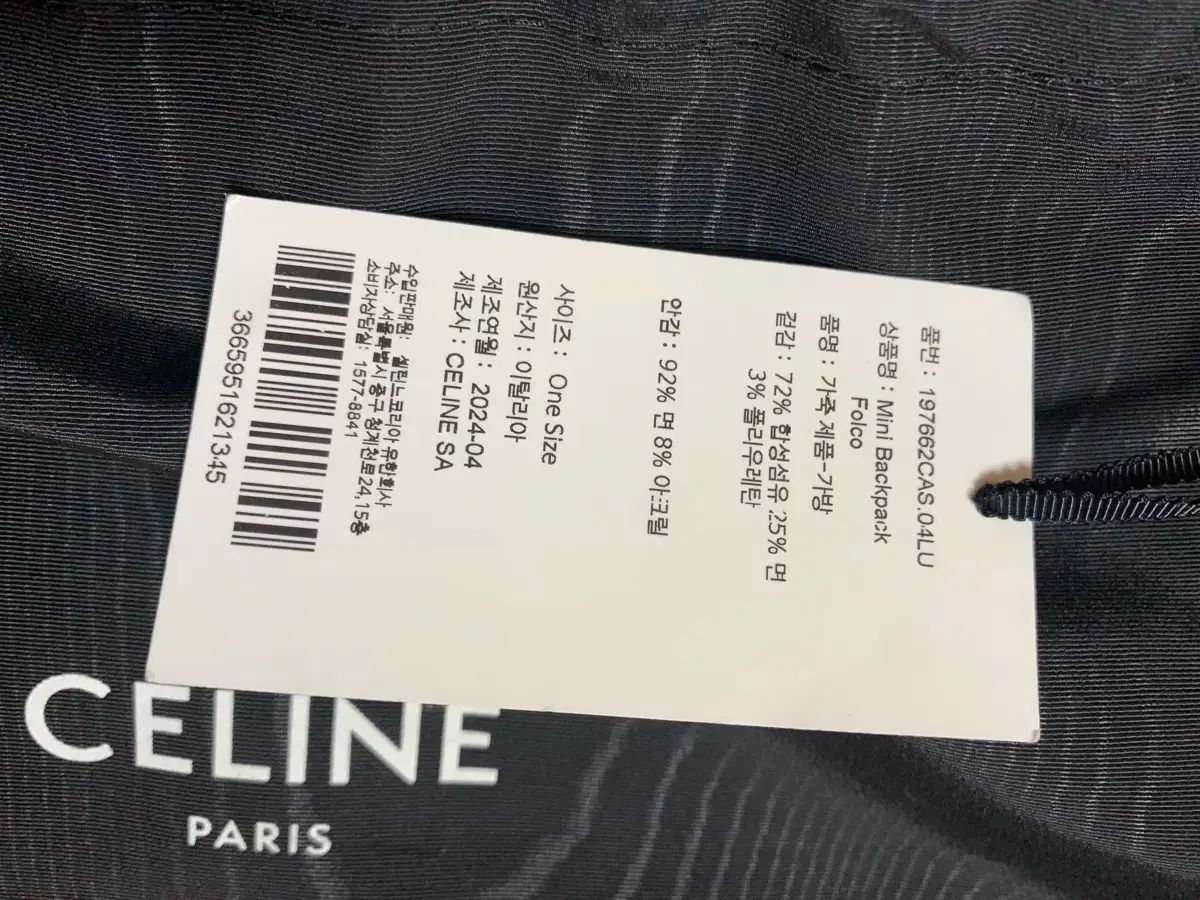 품번 : 197662CAS.04LU
상품명 : Mini Backpack
Folco
품명 : 가죽 제품-가방
겉감 : 72% 합성섬유 25% 면
3% 폴리우레탄
안감 : 92% 면 8% 아크릴
사이즈 : One Size
원산지 : 이탈리아
제조연월 : 2024-04
제조사 : CELINE SA
수입판매원: 셀린느코리아 유한회사
주소: 서울특별시 중구 청계천로24,15층
소비자상담실: 1577-8841
3665951621345
CELINE
PARIS